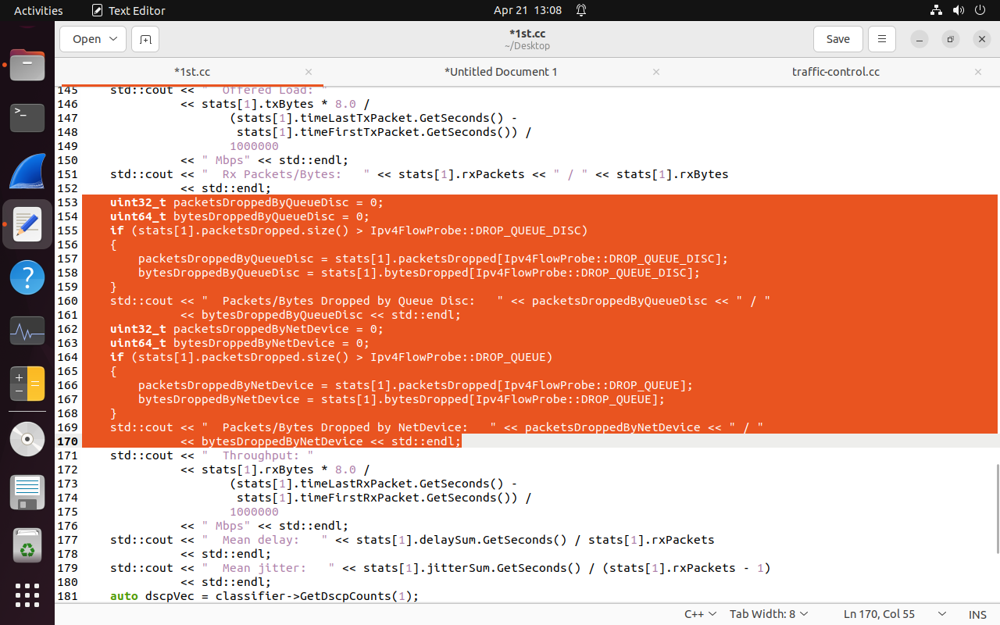 Activities Text Editor Apr 21 13:08
Open *1st.cc Save
~/Desktop
*1st.cc *Untitled Document 1 traffic-control.cc
145 std::cout << "  Offered Load: "
146 << stats[1].txBytes * 8.0 /
147 (stats[1].timeLastTxPacket.GetSeconds() -
148 stats[1].timeFirstTxPacket.GetSeconds()) /
149 1000000
150 << " Mbps" << std::endl;
151 std::cout << "  Rx Packets/Bytes:   " << stats[1].rxPackets << " / " << stats[1].rxBytes
152 << std::endl;
153 uint32_t packetsDroppedByQueueDisc = 0;
154 uint64_t bytesDroppedByQueueDisc = 0;
155 if (stats[1].packetsDropped.size() > Ipv4FlowProbe::DROP_QUEUE_DISC)
156 {
157 packetsDroppedByQueueDisc = stats[1].packetsDropped[Ipv4FlowProbe::DROP_QUEUE_DISC];
158 bytesDroppedByQueueDisc = stats[1].bytesDropped[Ipv4FlowProbe::DROP_QUEUE_DISC];
159 }
160 std::cout << "  Packets/Bytes Dropped by Queue Disc:   " << packetsDroppedByQueueDisc << " / "
161 << bytesDroppedByQueueDisc << std::endl;
162 uint32_t packetsDroppedByNetDevice = 0;
163 uint64_t bytesDroppedByNetDevice = 0;
164 if (stats[1].packetsDropped.size() > Ipv4FlowProbe::DROP_QUEUE)
165 {
166 packetsDroppedByNetDevice = stats[1].packetsDropped[Ipv4FlowProbe::DROP_QUEUE];
167 bytesDroppedByNetDevice = stats[1].bytesDropped[Ipv4FlowProbe::DROP_QUEUE];
168 }
169 std::cout << "  Packets/Bytes Dropped by NetDevice:   " << packetsDroppedByNetDevice << " / "
170 << bytesDroppedByNetDevice << std::endl;
171 std::cout << "  Throughput: "
172 << stats[1].rxBytes * 8.0 /
173 (stats[1].timeLastRxPacket.GetSeconds() -
174 stats[1].timeFirstRxPacket.GetSeconds()) /
175 1000000
176 << " Mbps" << std::endl;
177 std::cout << "  Mean delay:   " << stats[1].delaySum.GetSeconds() / stats[1].rxPackets
178 << std::endl;
179 std::cout << "  Mean jitter:   " << stats[1].jitterSum.GetSeconds() / (stats[1].rxPackets - 1)
180 << std::endl;
181 auto dscpVec = classifier->GetDscpCounts(1);
C++ Tab Width: 8 Ln 170, Col 55 INS